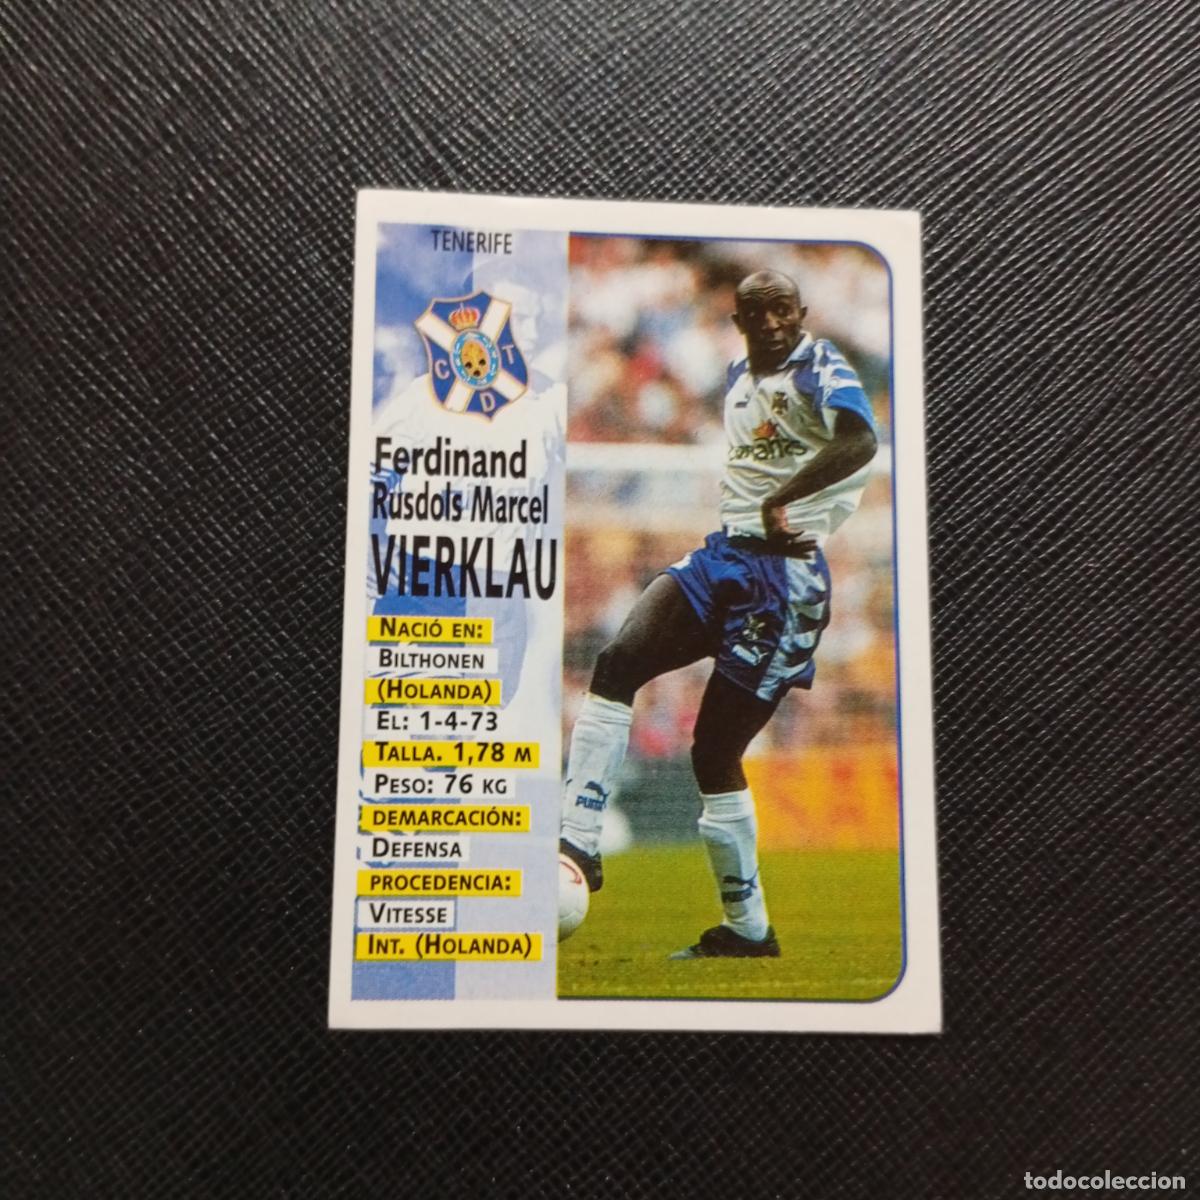 TENERIFE
C T
D
Ferdinand
Rusdols Marcel
VIERKLAU
NACIÓ EN:
BILTHONEN
(HOLANDA)
EL: 1-4-73
TALLA. 1,78 M
PESO: 76 KG
DEMARCACIÓN:
DEFENSA
PROCEDENCIA:
VITESSE
INT. (HOLANDA)
PUMA
PUMA
todocoleccion